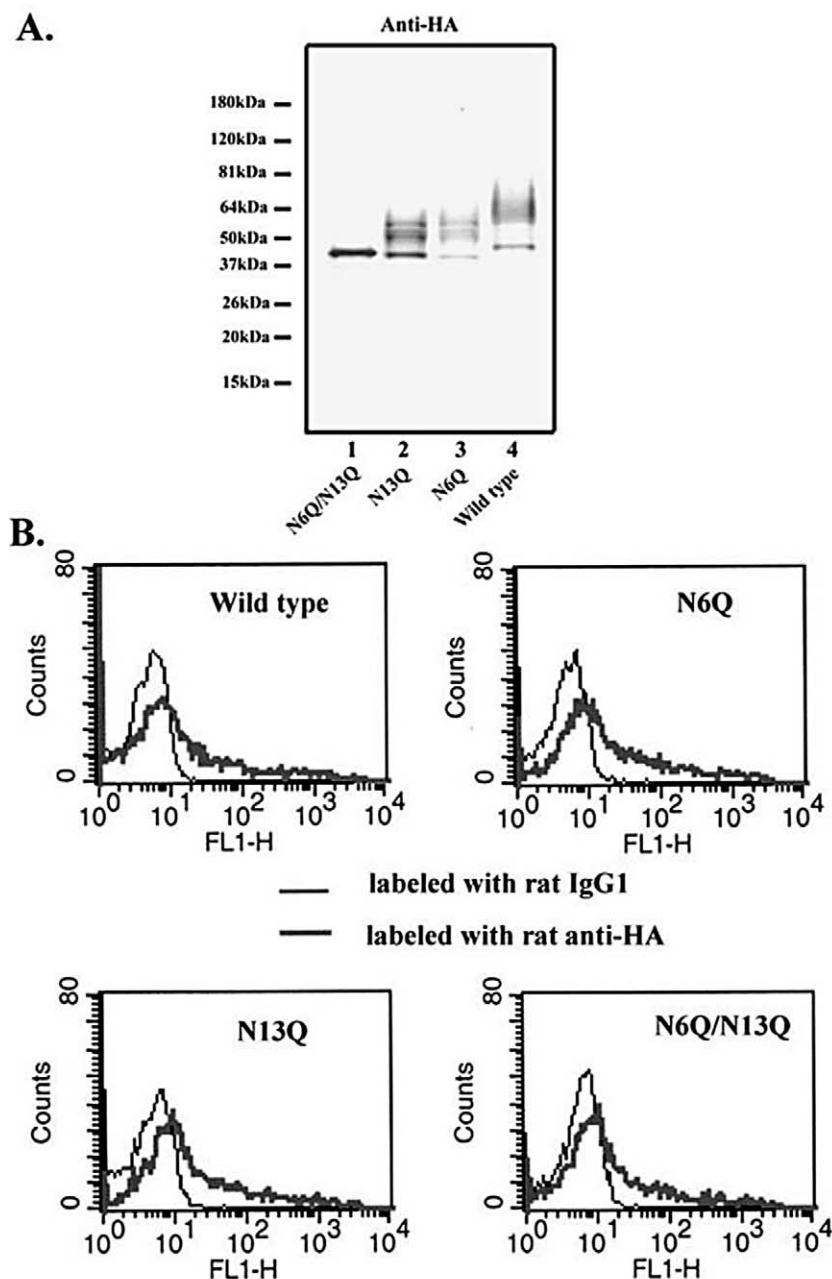 A.
Anti-HA
180kDa
120kDa
81kDa
64kDa
50kDa
37kDa
26kDa
20kDa
15kDa
1 2 3 4
N6Q/N13Q N13Q N6Q Wild type
B.
80
Counts
0
Wild type
10^0 10^1 10^2 10^3 10^4
FL1-H
80
Counts
0
N6Q
10^0 10^1 10^2 10^3 10^4
FL1-H
labeled with rat IgG1
labeled with rat anti-HA
80
Counts
0
N13Q
10^0 10^1 10^2 10^3 10^4
FL1-H
80
Counts
0
N6Q/N13Q
10^0 10^1 10^2 10^3 10^4
FL1-H